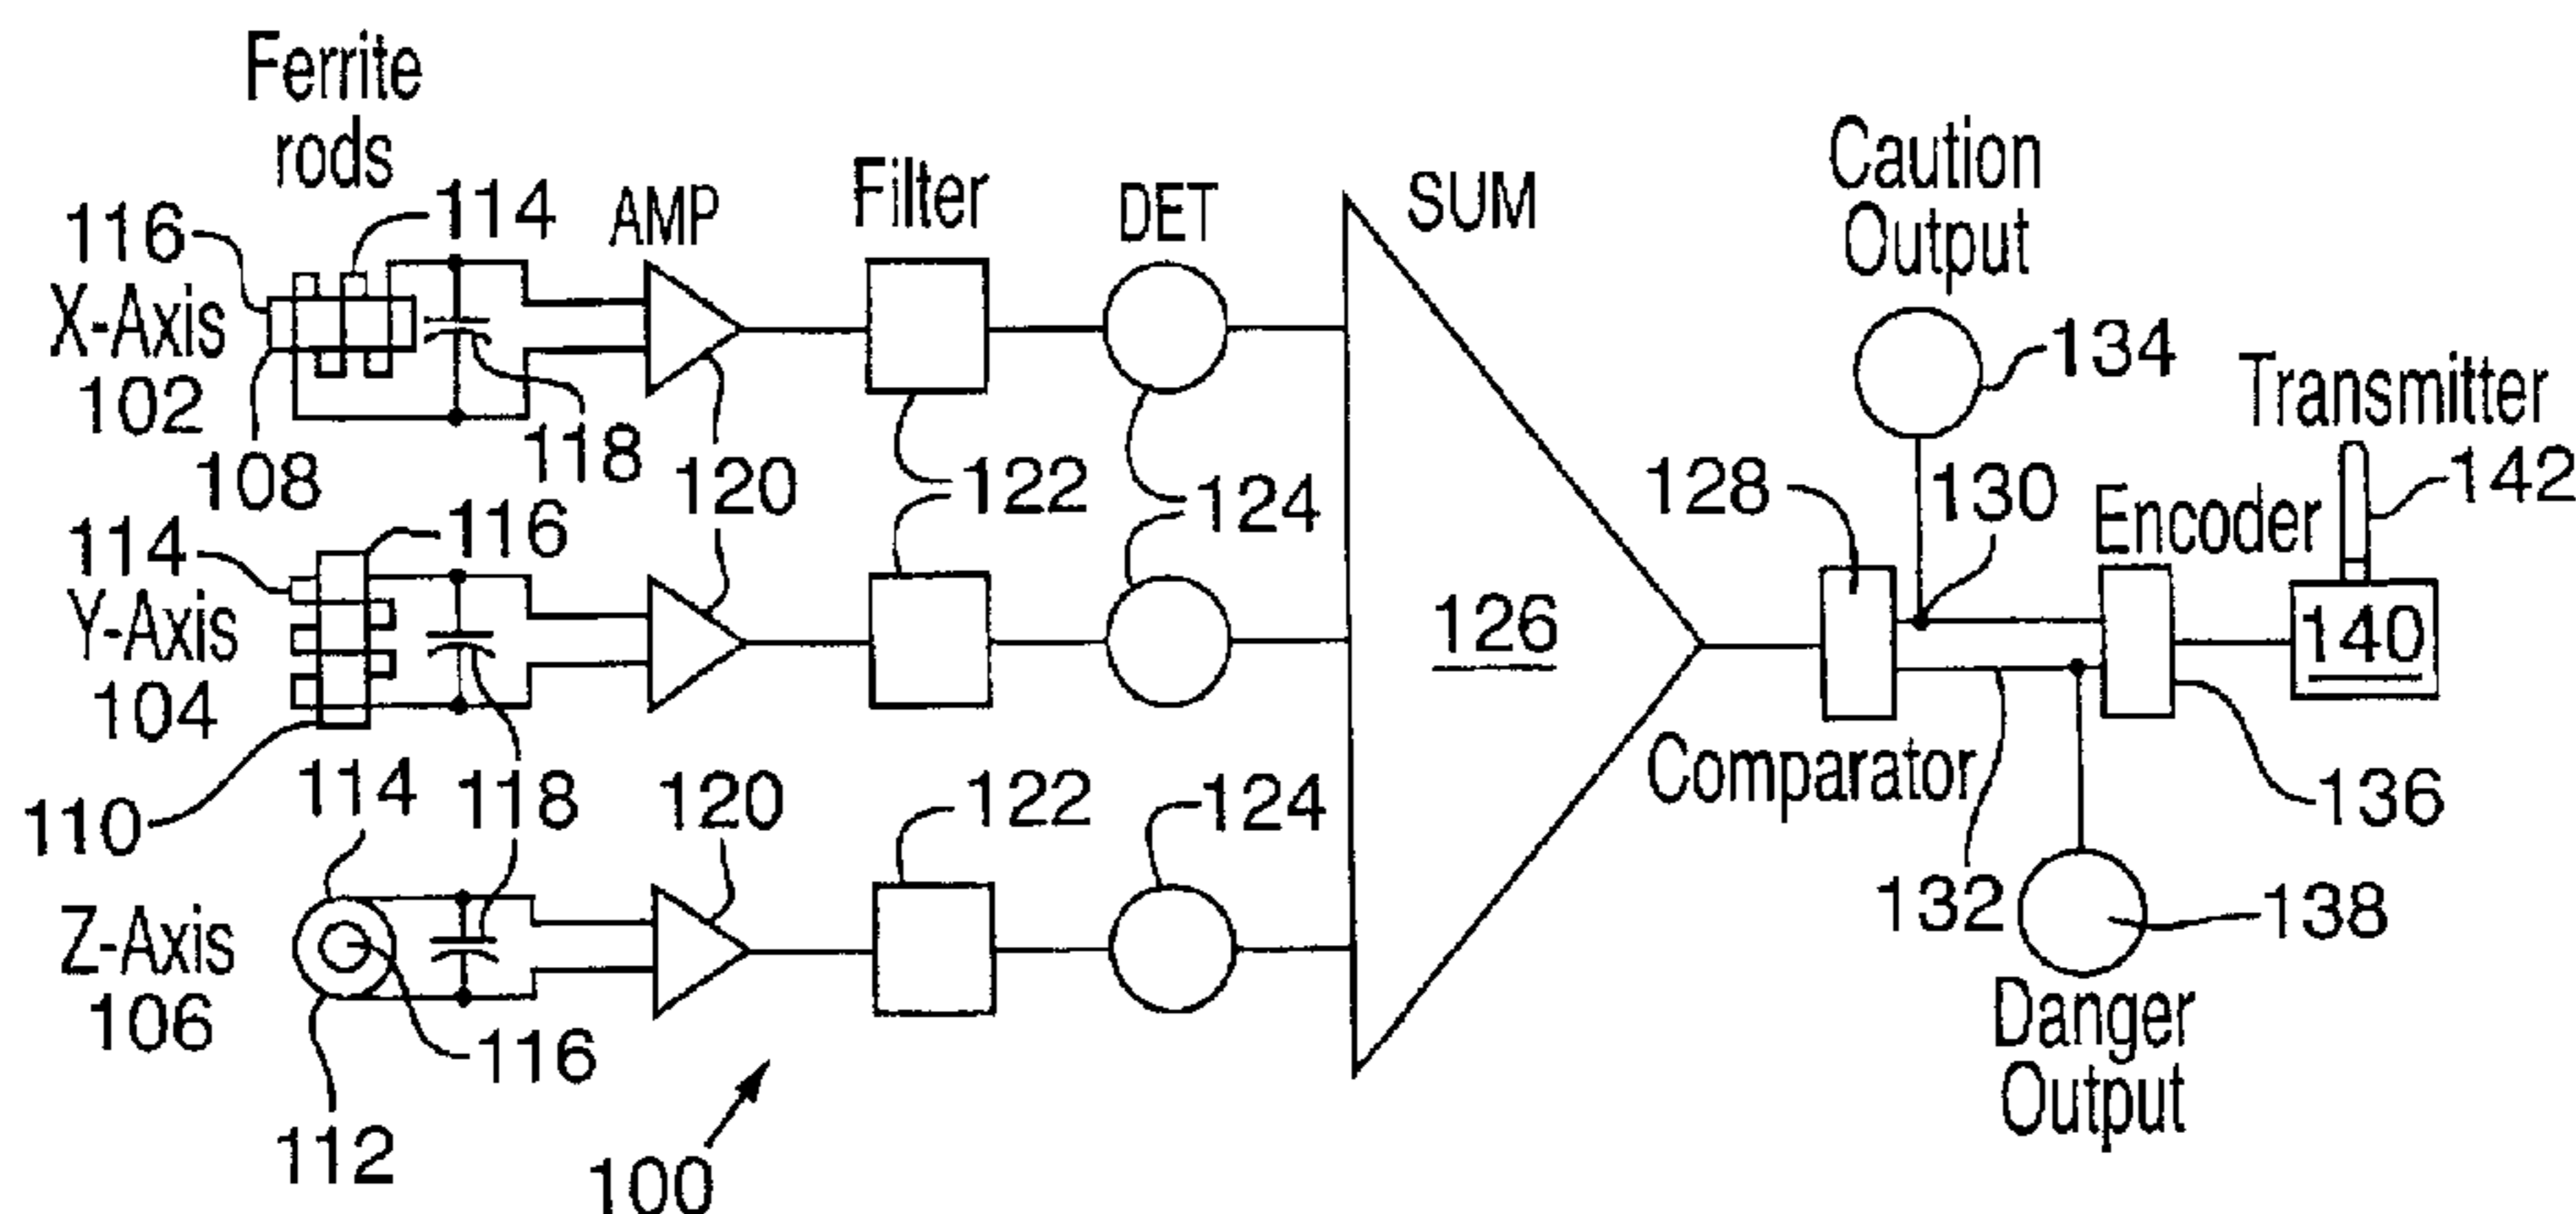 Ferrite
rods
116
114
X-Axis
102
108
118
AMP
120
Filter
122
DET
124
SUM
126
114
116
Y-Axis
104
110
118
114
Z-Axis
106
112
116
120
122
124
100
128
Comparator
Caution
Output
134
130
132
Encoder
136
Danger
Output
138
Transmitter
142
140